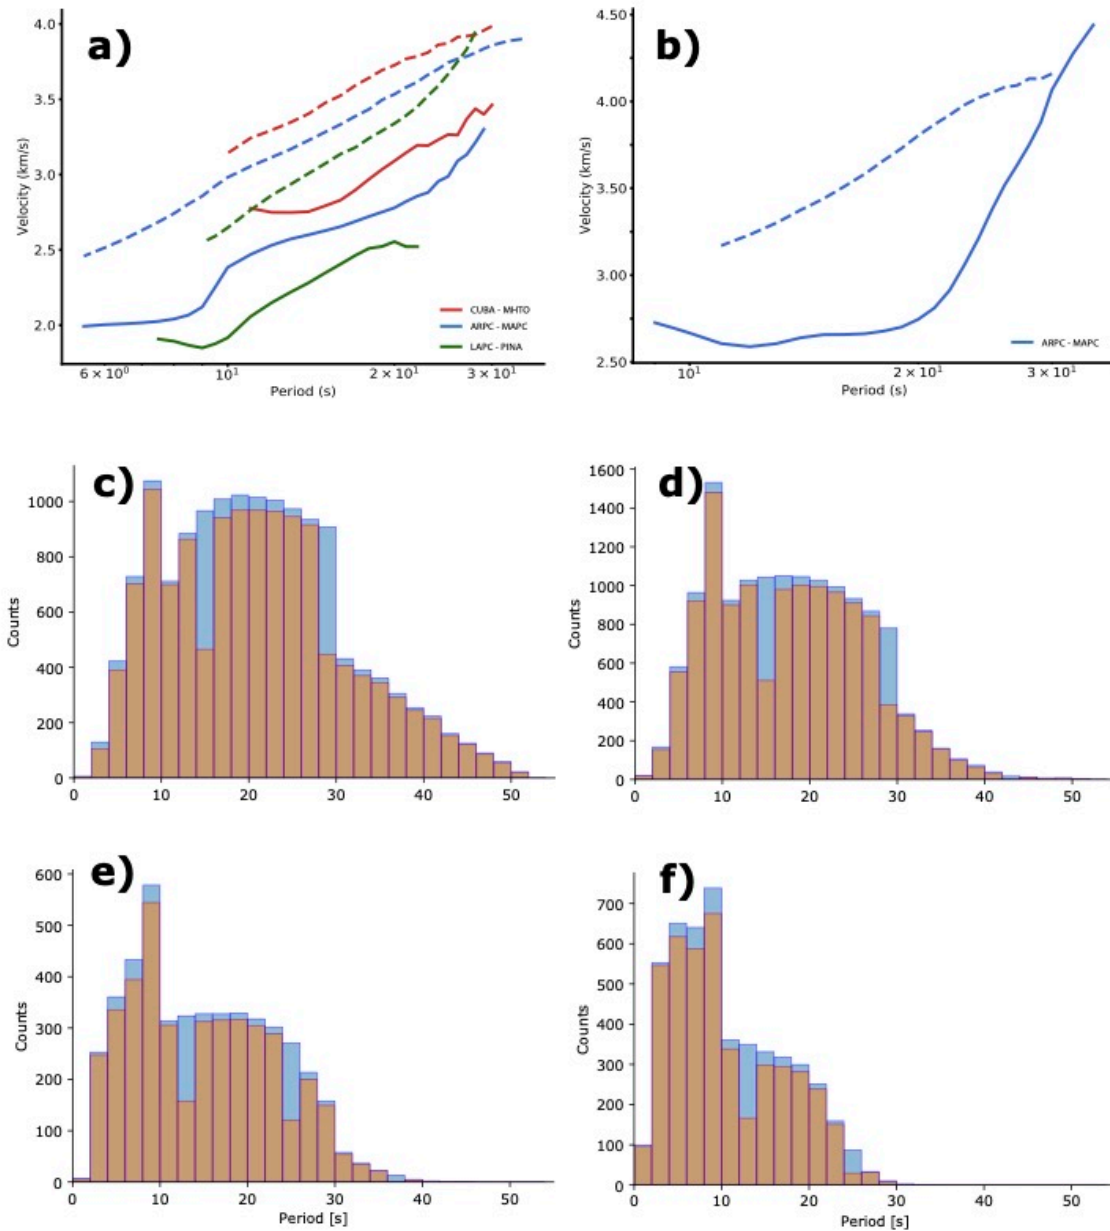 a)
4.0
3.5
3.0
2.5
2.0
Velocity (km/s)
CUBA - MHTO
ARPC - MAPC
LAPC - PINA
6 × 10⁰
10¹
2 × 10¹
3 × 10¹
Period (s)
b)
4.50
4.00
3.50
3.00
2.50
Velocity (km/s)
ARPC - MAPC
10¹
2 × 10¹
3 × 10¹
Period (s)
c)
1000
800
600
400
200
0
Counts
0 10 20 30 40 50
d)
1600
1400
1200
1000
800
600
400
200
0
Counts
0 10 20 30 40 50
e)
600
500
400
300
200
100
0
Counts
0 10 20 30 40 50
Period [s]
f)
700
600
500
400
300
200
100
0
Counts
0 10 20 30 40 50
Period [s]